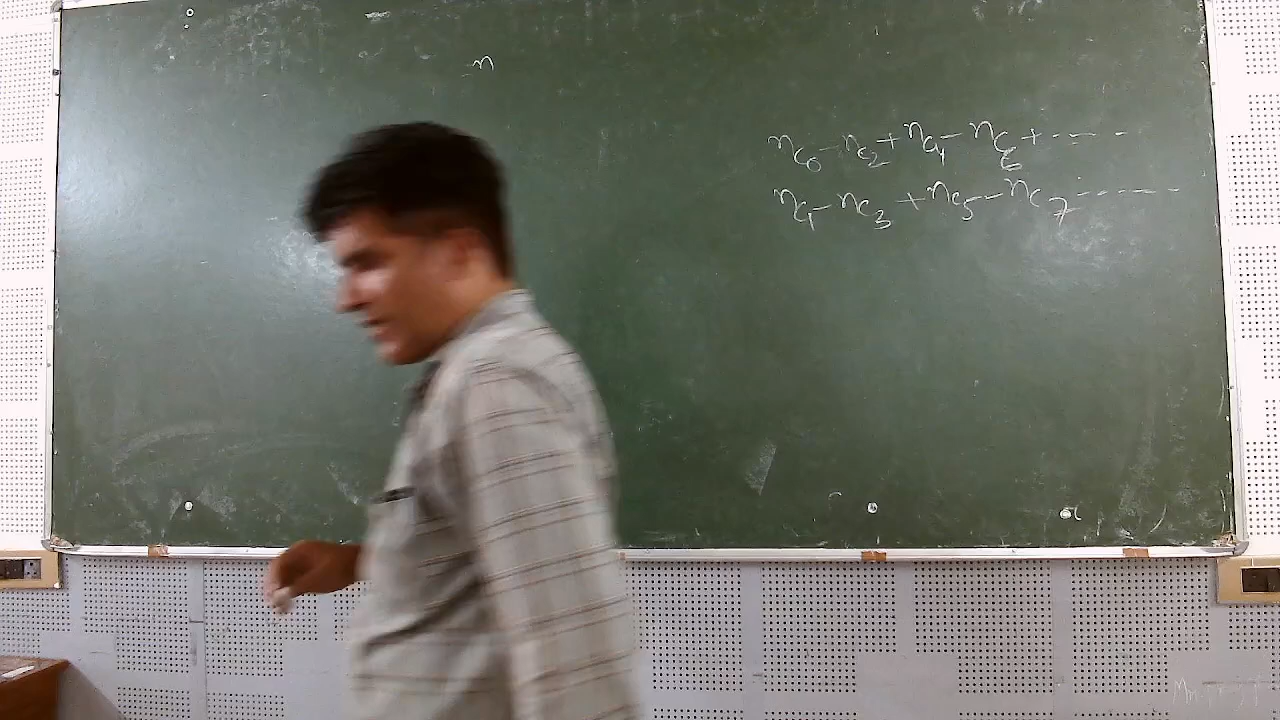 n
nc0 - nc2 + nc4 - nc6 + ----
nc1 - nc3 + nc5 - nc7 ------